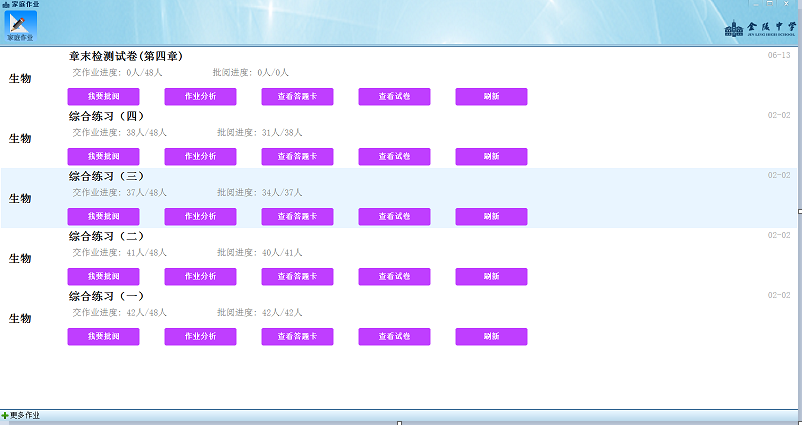 家庭作业
家庭作业
金陵中学
JIN LING HIGH SCHOOL
章末检测试卷(第四章)
06-13
生物
交作业进度: 0人/48人 批阅进度: 0人/0人
我要批阅 作业分析 查看答题卡 查看试卷 刷新
综合练习（四）
02-02
生物
交作业进度: 38人/48人 批阅进度: 31人/38人
我要批阅 作业分析 查看答题卡 查看试卷 刷新
综合练习（三）
02-02
生物
交作业进度: 37人/48人 批阅进度: 34人/37人
我要批阅 作业分析 查看答题卡 查看试卷 刷新
综合练习（二）
02-02
生物
交作业进度: 41人/48人 批阅进度: 40人/41人
我要批阅 作业分析 查看答题卡 查看试卷 刷新
综合练习（一）
02-02
生物
交作业进度: 42人/48人 批阅进度: 42人/42人
我要批阅 作业分析 查看答题卡 查看试卷 刷新
更多作业